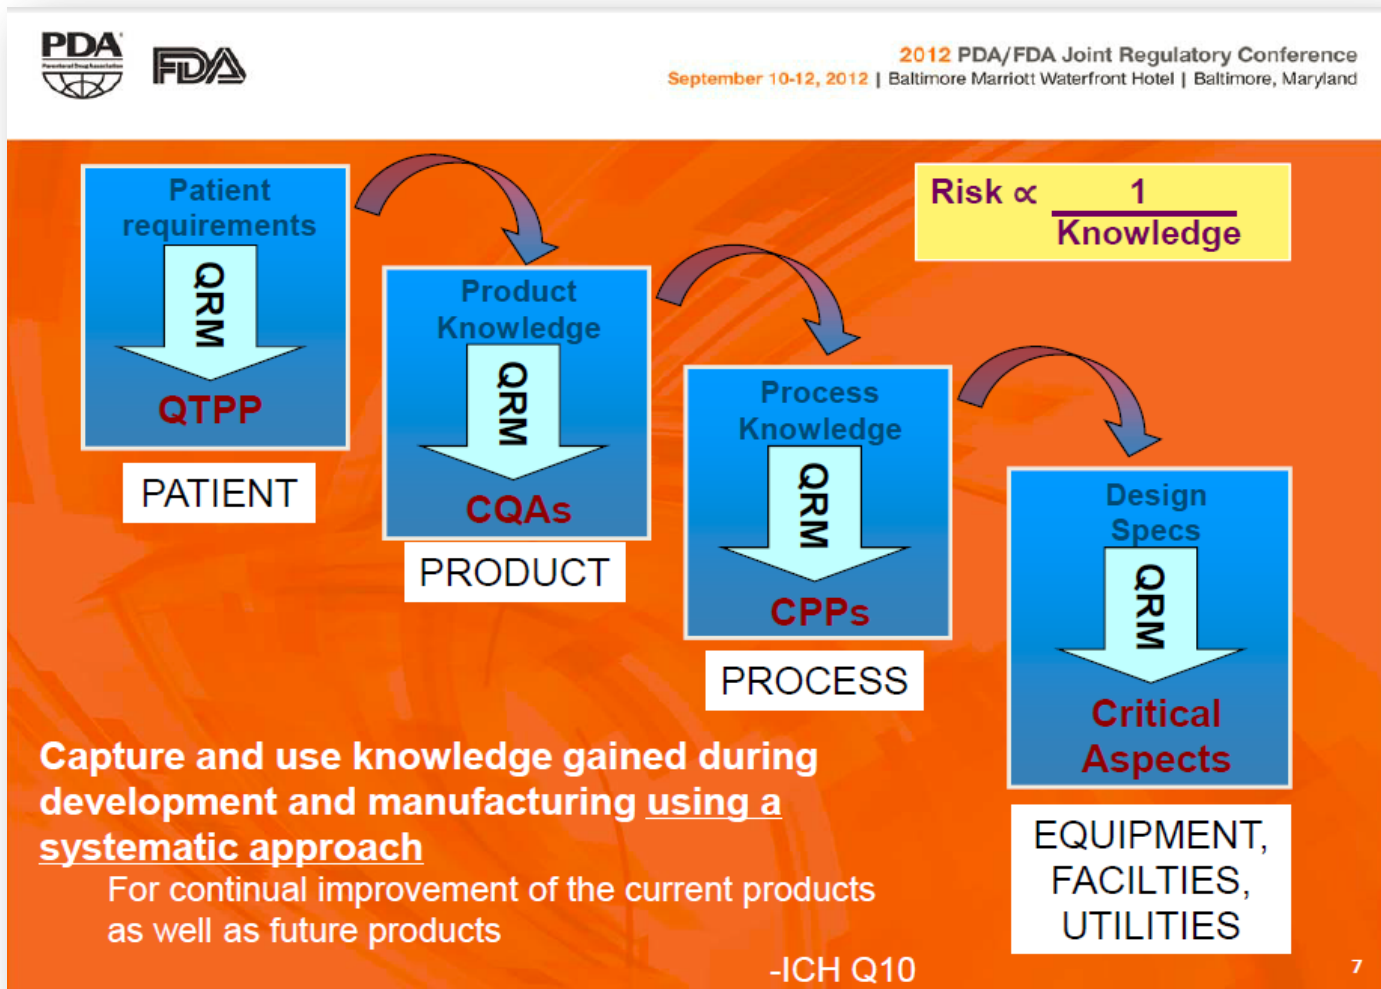 PDA
Parenteral Drug Association
FDA
2012 PDA/FDA Joint Regulatory Conference
September 10-12, 2012 | Baltimore Marriott Waterfront Hotel | Baltimore, Maryland
Patient
requirements
QRM
QTPP
PATIENT
Product
Knowledge
QRM
CQAs
PRODUCT
Process
Knowledge
QRM
CPPs
PROCESS
Design
Specs
QRM
Critical
Aspects
EQUIPMENT,
FACILTIES,
UTILITIES
Risk ∝ 1
Knowledge
Capture and use knowledge gained during
development and manufacturing using a
systematic approach
For continual improvement of the current products
as well as future products
-ICH Q10
7